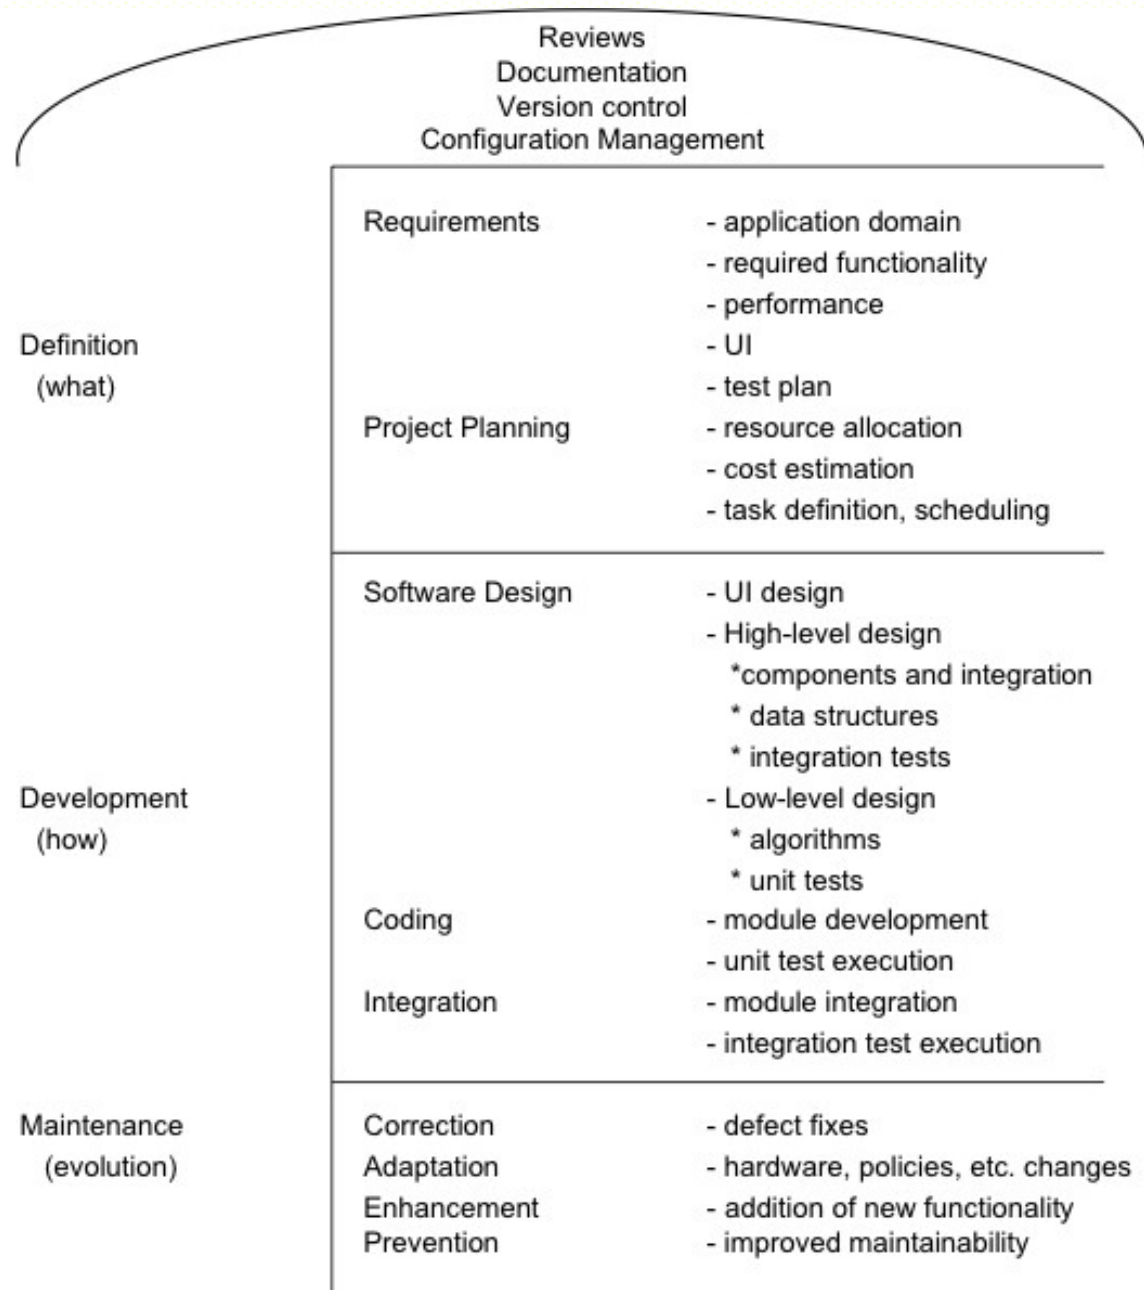 Reviews
Documentation
Version control
Configuration Management
Requirements - application domain
- required functionality
- performance
Definition - UI
(what) - test plan
Project Planning - resource allocation
- cost estimation
- task definition, scheduling
Software Design - UI design
- High-level design
*components and integration
* data structures
* integration tests
Development - Low-level design
(how) * algorithms
* unit tests
Coding - module development
- unit test execution
Integration - module integration
- integration test execution
Maintenance Correction - defect fixes
(evolution) Adaptation - hardware, policies, etc. changes
Enhancement - addition of new functionality
Prevention - improved maintainability